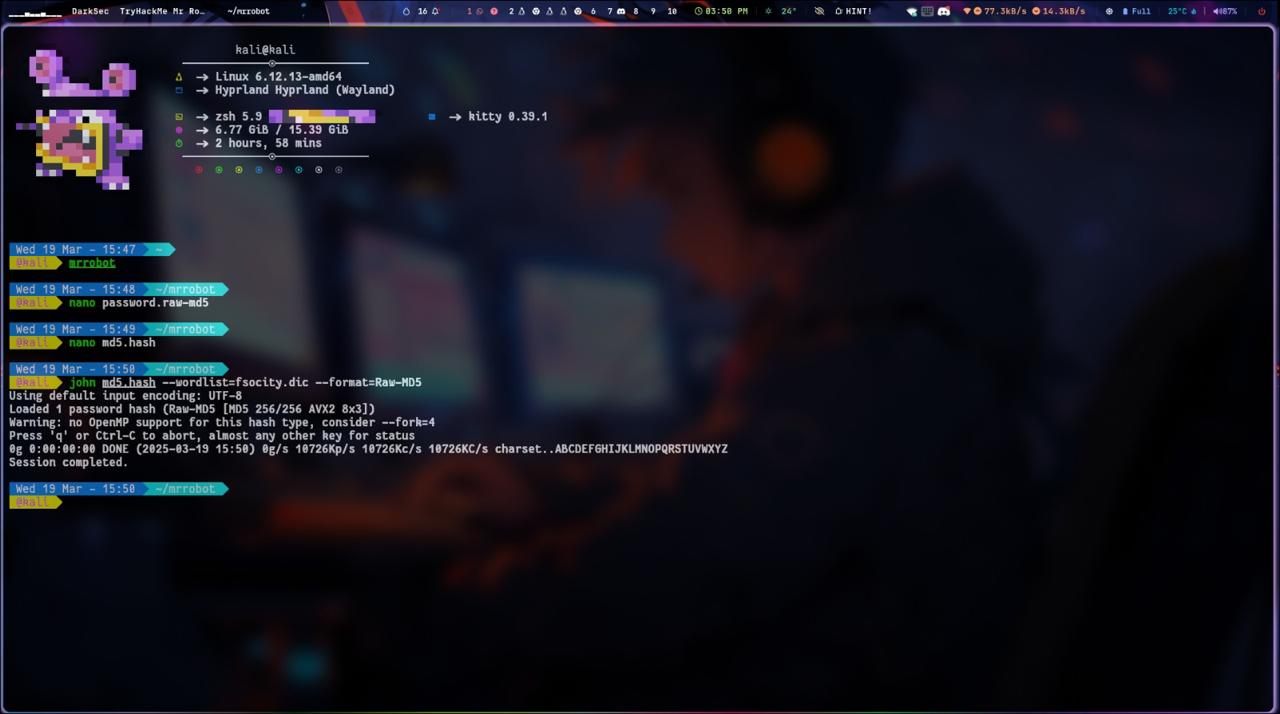 DarkSec TryHackMe Mr Ro… ~/mrrobot 16 1 2 6 7 8 9 10 03:50 PM 24° HINT! 77.3kB/s 14.3kB/s Full 25°C 87%
kali@kali
→ Linux 6.12.13-amd64
→ Hyprland Hyprland (Wayland)
→ zsh 5.9 → kitty 0.39.1
→ 6.77 GiB / 15.39 GiB
→ 2 hours, 58 mins
Wed 19 Mar - 15:47 ~
@kali mrrobot
Wed 19 Mar - 15:48 ~/mrrobot
@kali nano password.raw-md5
Wed 19 Mar - 15:49 ~/mrrobot
@kali nano md5.hash
Wed 19 Mar - 15:50 ~/mrrobot
@kali john md5.hash --wordlist=fsocity.dic --format=Raw-MD5
Using default input encoding: UTF-8
Loaded 1 password hash (Raw-MD5 [MD5 256/256 AVX2 8x3])
Warning: no OpenMP support for this hash type, consider --fork=4
Press 'q' or Ctrl-C to abort, almost any other key for status
0g 0:00:00:00 DONE (2025-03-19 15:50) 0g/s 10726Kp/s 10726Kc/s 10726KC/s charset..ABCDEFGHIJKLMNOPQRSTUVWXYZ
Session completed.
Wed 19 Mar - 15:50 ~/mrrobot
@kali